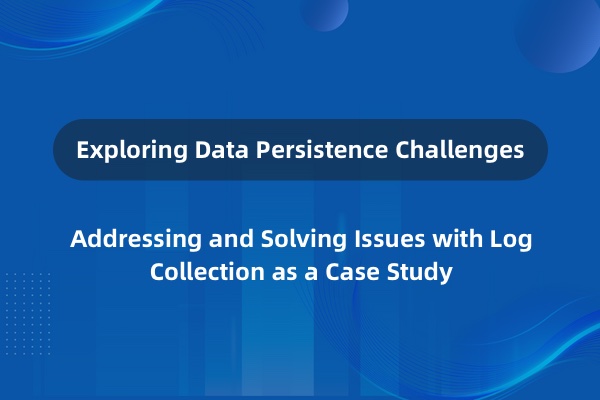 Exploring Data Persistence Challenges
Addressing and Solving Issues with Log
Collection as a Case Study